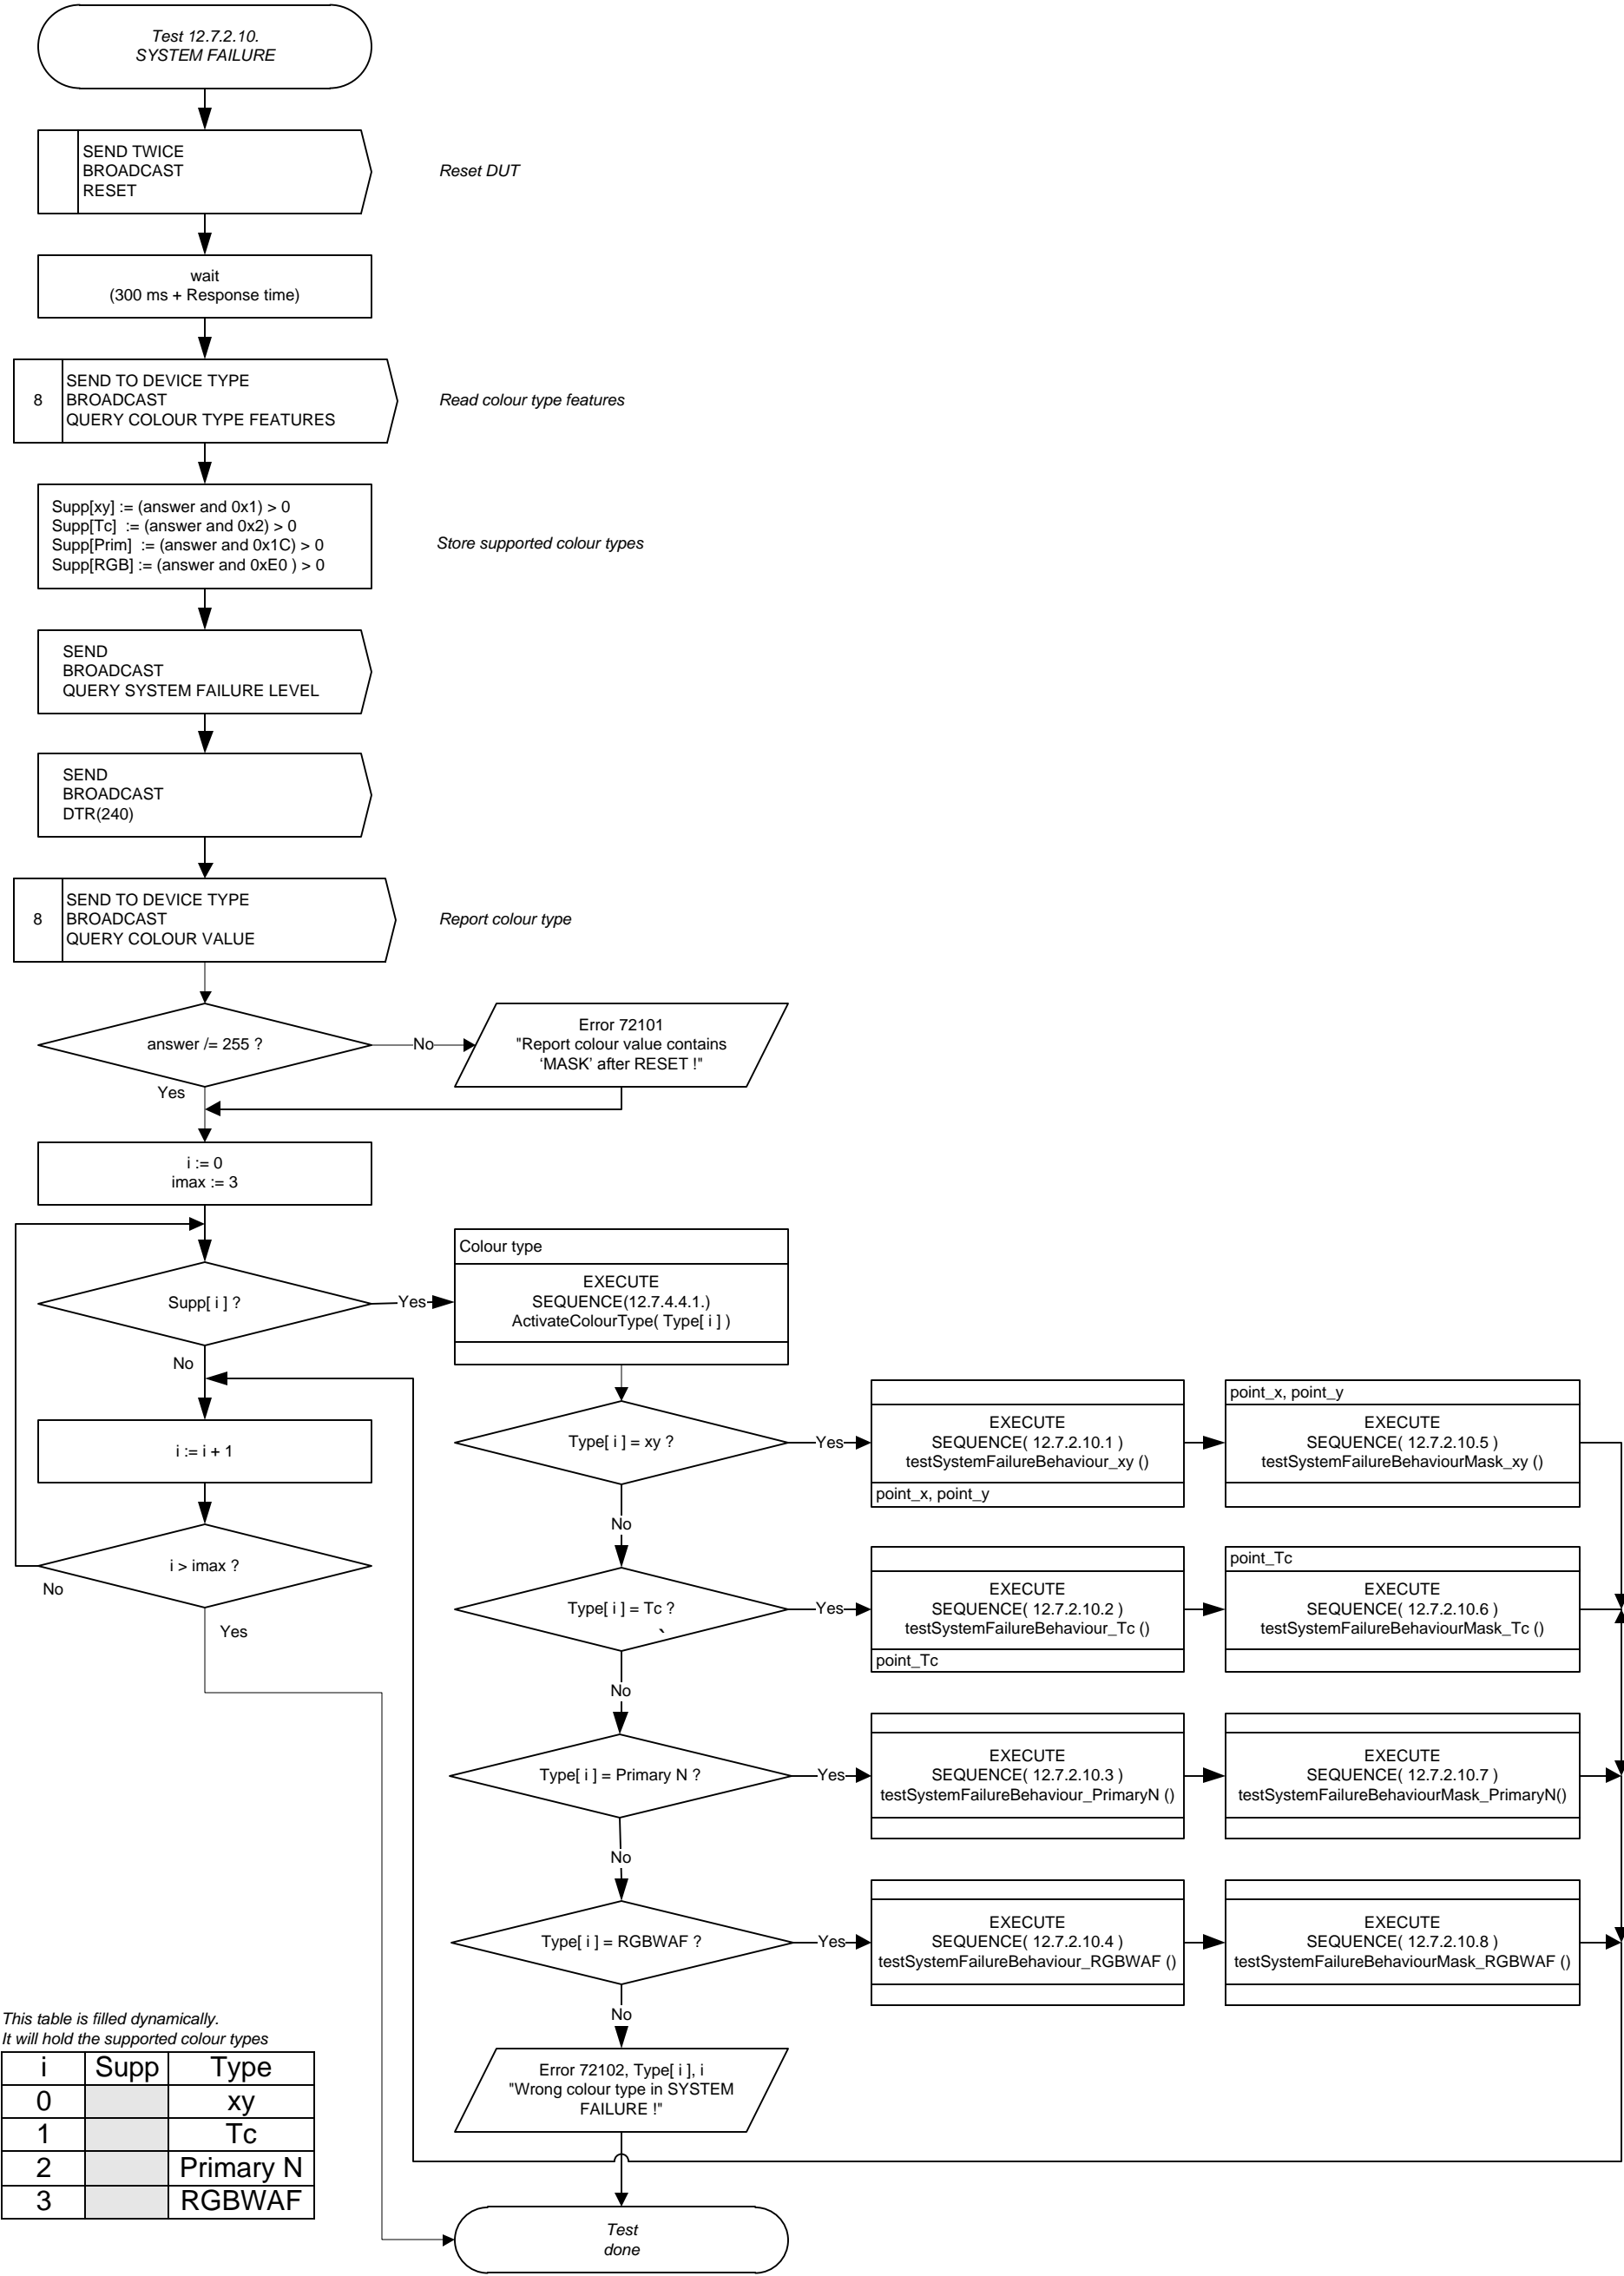 Test 12.7.2.10.
SYSTEM FAILURE
SEND TWICE
BROADCAST
RESET
Reset DUT
wait
(300 ms + Response time)
8
SEND TO DEVICE TYPE
BROADCAST
QUERY COLOUR TYPE FEATURES
Read colour type features
Supp[xy] := (answer and 0x1) > 0
Supp[Tc] := (answer and 0x2) > 0
Supp[Prim] := (answer and 0x1C) > 0
Supp[RGB] := (answer and 0xE0 ) > 0
Store supported colour types
SEND
BROADCAST
QUERY SYSTEM FAILURE LEVEL
SEND
BROADCAST
DTR(240)
8
SEND TO DEVICE TYPE
BROADCAST
QUERY COLOUR VALUE
Report colour type
answer /= 255 ?
No
Error 72101
"Report colour value contains
‘MASK’ after RESET !"
Yes
i := 0
imax := 3
Supp[ i ] ?
Yes
Colour type
EXECUTE
SEQUENCE(12.7.4.4.1.)
ActivateColourType( Type[ i ] )
No
i := i + 1
i > imax ?
No
Yes
Type[ i ] = xy ?
Yes
EXECUTE
SEQUENCE( 12.7.2.10.1 )
testSystemFailureBehaviour_xy ()
point_x, point_y
point_x, point_y
EXECUTE
SEQUENCE( 12.7.2.10.5 )
testSystemFailureBehaviourMask_xy ()
No
Type[ i ] = Tc ?
`
Yes
EXECUTE
SEQUENCE( 12.7.2.10.2 )
testSystemFailureBehaviour_Tc ()
point_Tc
point_Tc
EXECUTE
SEQUENCE( 12.7.2.10.6 )
testSystemFailureBehaviourMask_Tc ()
No
Type[ i ] = Primary N ?
Yes
EXECUTE
SEQUENCE( 12.7.2.10.3 )
testSystemFailureBehaviour_PrimaryN ()
EXECUTE
SEQUENCE( 12.7.2.10.7 )
testSystemFailureBehaviourMask_PrimaryN()
No
Type[ i ] = RGBWAF ?
Yes
EXECUTE
SEQUENCE( 12.7.2.10.4 )
testSystemFailureBehaviour_RGBWAF ()
EXECUTE
SEQUENCE( 12.7.2.10.8 )
testSystemFailureBehaviourMask_RGBWAF ()
No
Error 72102, Type[ i ], i
"Wrong colour type in SYSTEM
FAILURE !"
Test
done
This table is filled dynamically.
It will hold the supported colour types
i Supp Type
0 xy
1 Tc
2 Primary N
3 RGBWAF